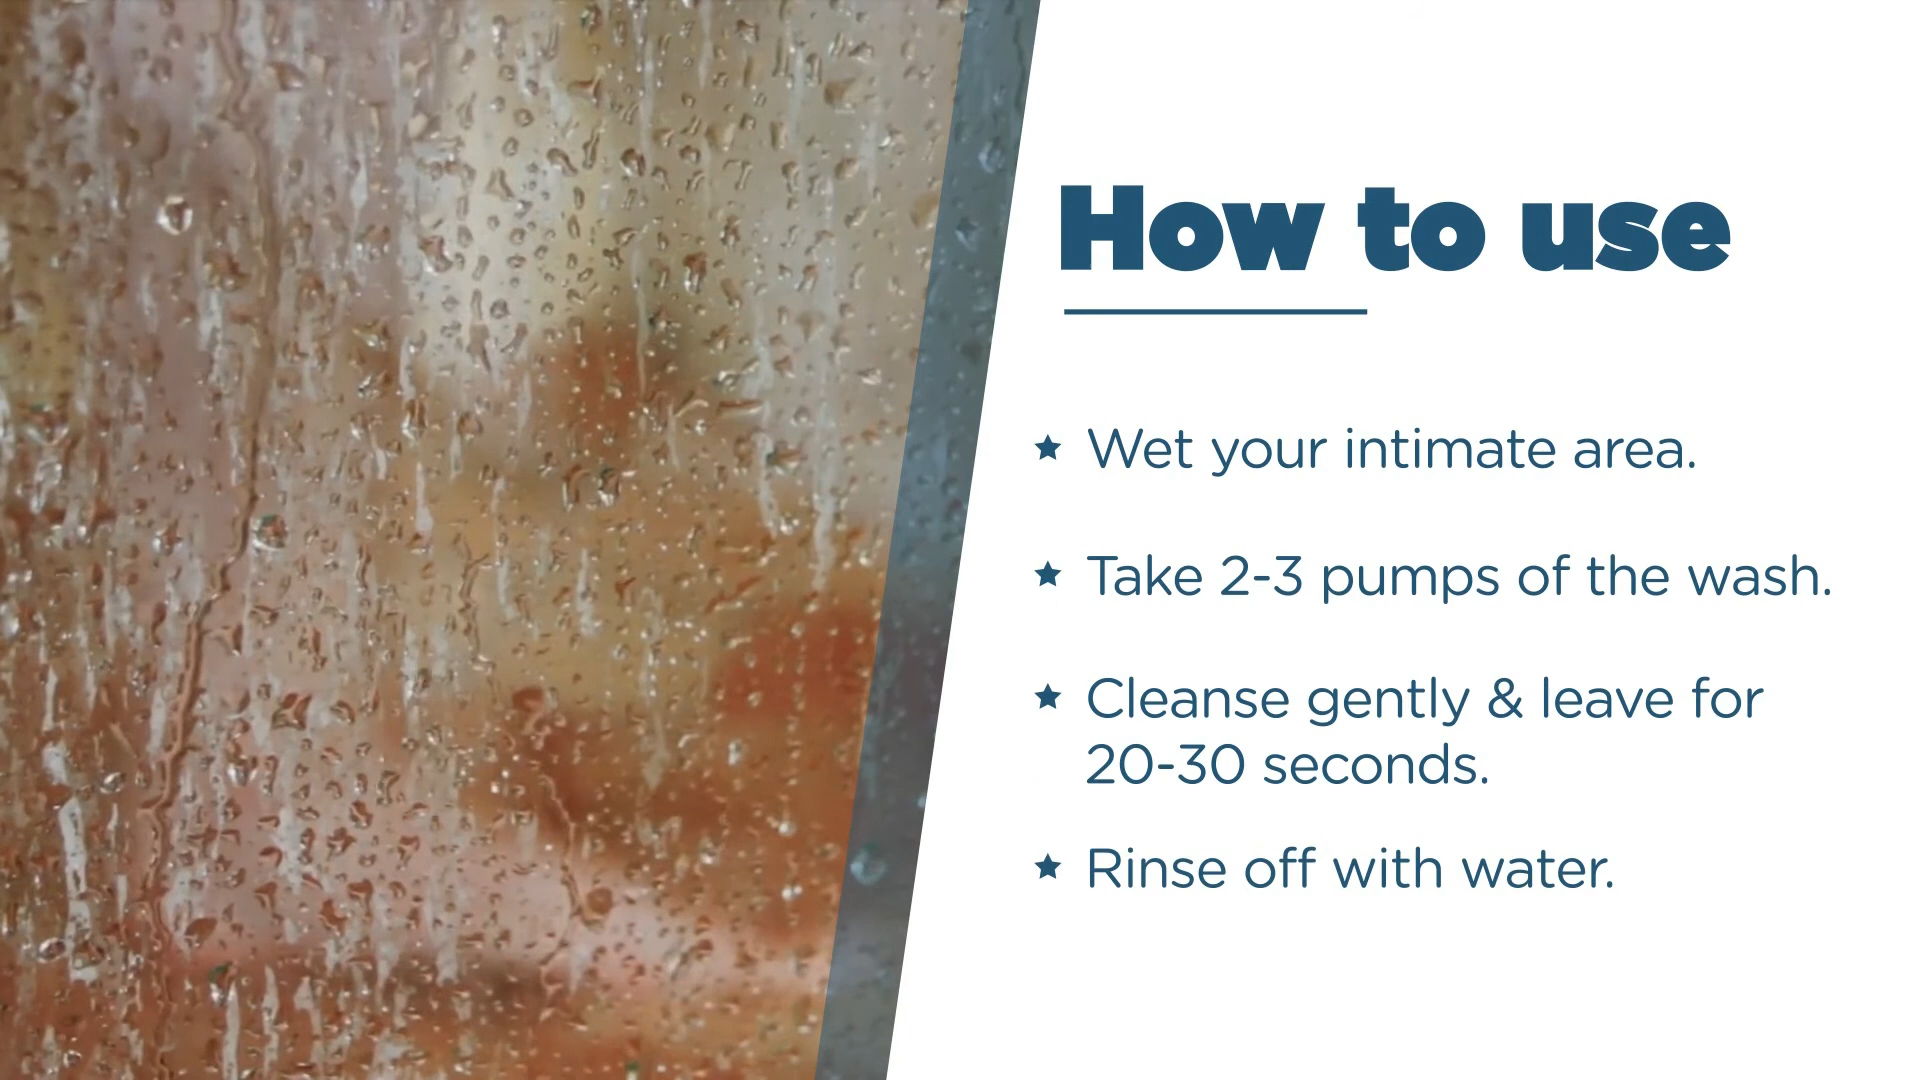 How to use
Wet your intimate area.
Take 2-3 pumps of the wash.
Cleanse gently & leave for
20-30 seconds.
Rinse off with water.